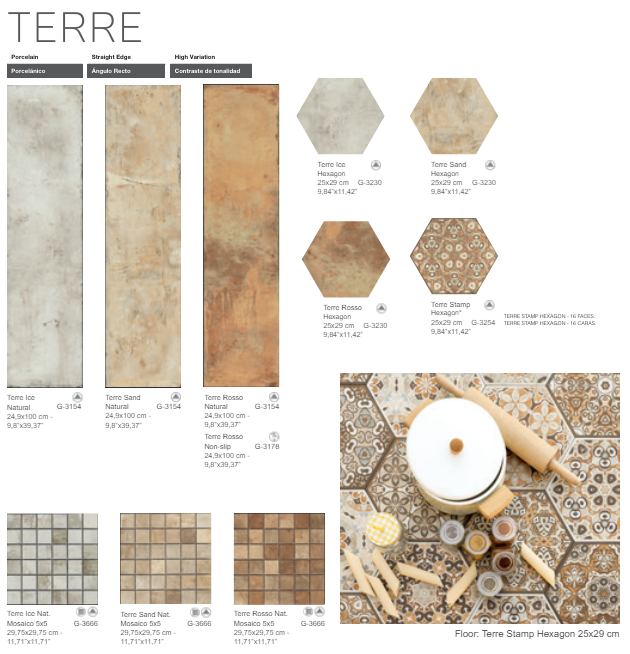 TERRE
Porcelain Straight Edge High Variation
Porcelánico Ángulo Recto Contraste de tonalidad
Terre Ice
Hexagon
25x29 cm G-3230
9,84"x11,42"
Terre Sand
Hexagon
25x29 cm G-3230
9,84"x11,42"
Terre Rosso
Hexagon
25x29 cm G-3230
9,84"x11,42"
Terre Stamp
Hexagon*
25x29 cm G-3254
9,84"x11,42"
TERRE STAMP HEXAGON - 16 FACES.
TERRE STAMP HEXAGON - 16 CARAS.
Terre Ice
Natural G-3154
24,9x100 cm -
9,8"x39,37"
Terre Sand
Natural G-3154
24,9x100 cm -
9,8"x39,37"
Terre Rosso
Natural G-3154
24,9x100 cm -
9,8"x39,37"
Terre Rosso
Non-slip G-3178
24,9x100 cm -
9,8"x39,37"
Terre Ice Nat.
Mosaico 5x5 G-3666
29,75x29,75 cm -
11,71"x11,71"
Terre Sand Nat.
Mosaico 5x5 G-3666
29,75x29,75 cm -
11,71"x11,71"
Terre Rosso Nat.
Mosaico 5x5 G-3666
29,75x29,75 cm -
11,71"x11,71"
Floor: Terre Stamp Hexagon 25x29 cm